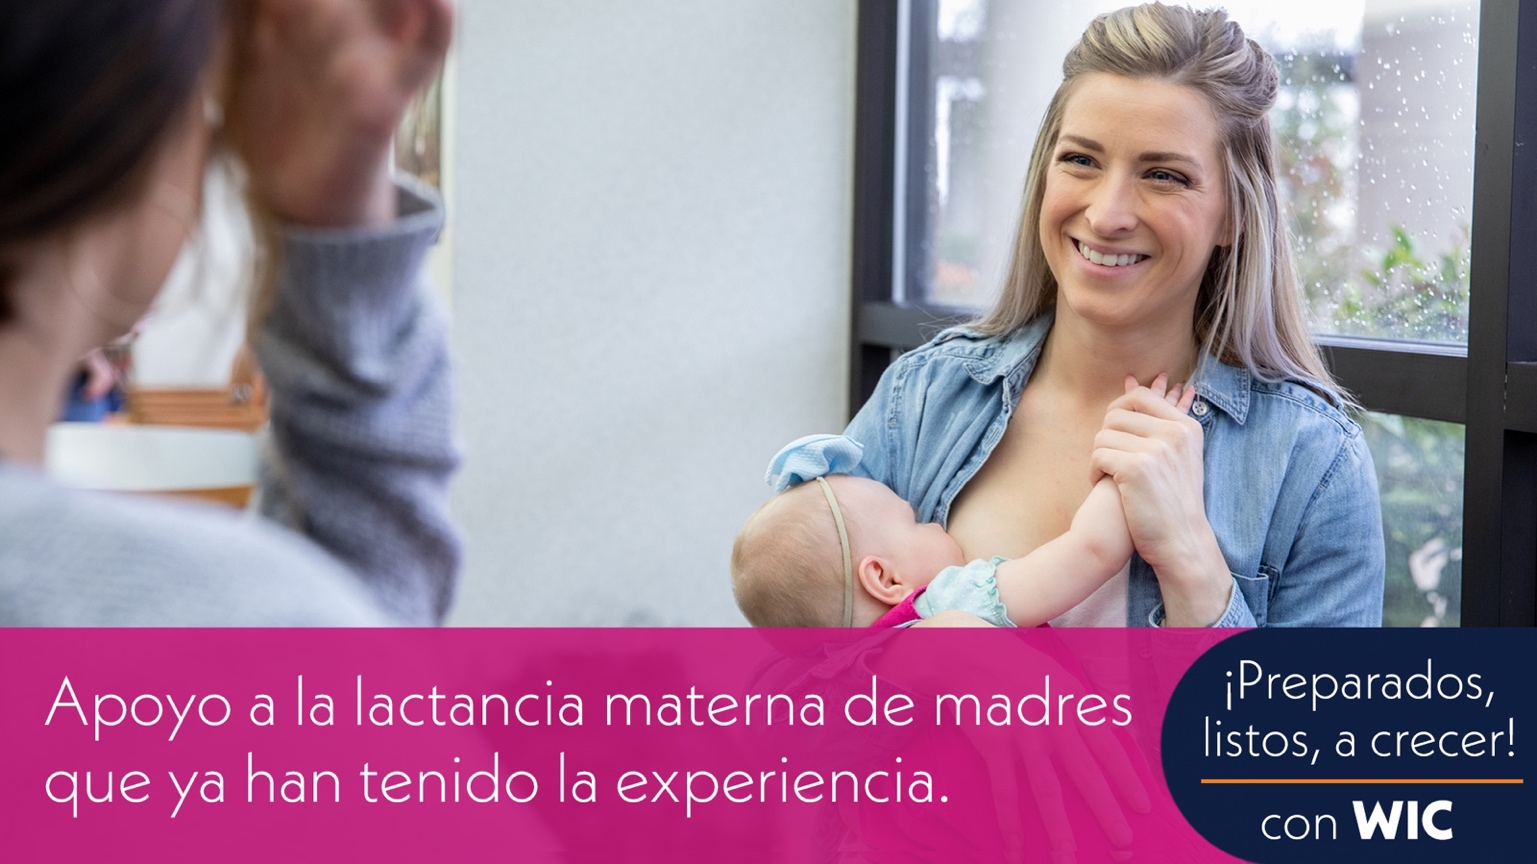 Apoyo a la lactancia materna de madres
que ya han tenido la experiencia.
¡Preparados,
listos, a crecer!
con WIC